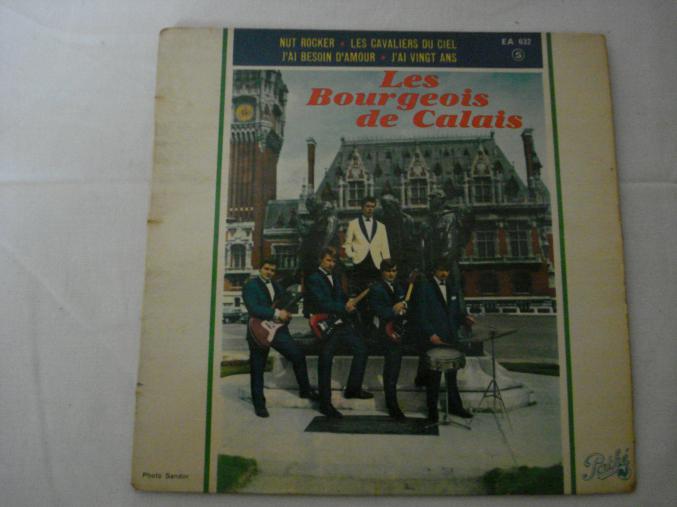 NUT ROCKER • LES CAVALIERS DU CIEL
J'AI BESOIN D'AMOUR • J'AI VINGT ANS
EA 632
S
Les
Bourgeois
de Calais
Photo Sandor
Pathé